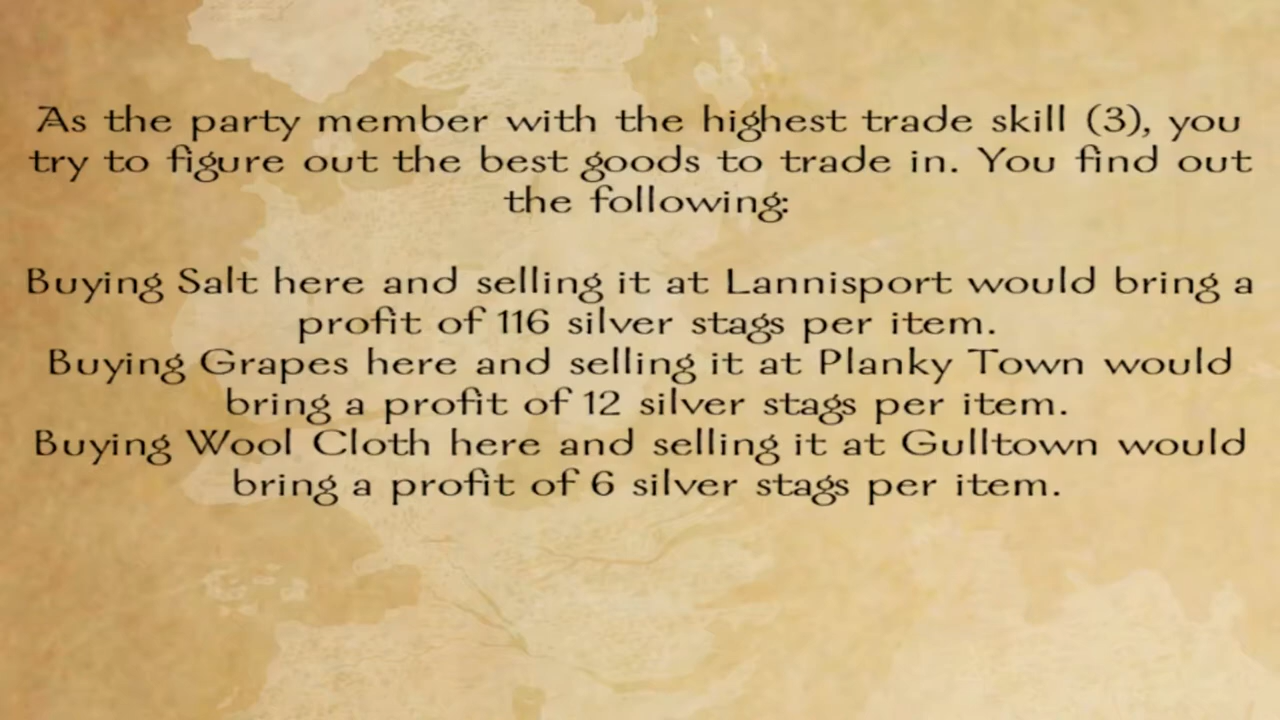 As the party member with the highest trade skill (3), you
try to figure out the best goods to trade in. You find out
the following:
Buying Salt here and selling it at Lannisport would bring a
profit of 116 silver stags per item.
Buying Grapes here and selling it at Planky Town would
bring a profit of 12 silver stags per item.
Buying Wool Cloth here and selling it at Gulltown would
bring a profit of 6 silver stags per item.